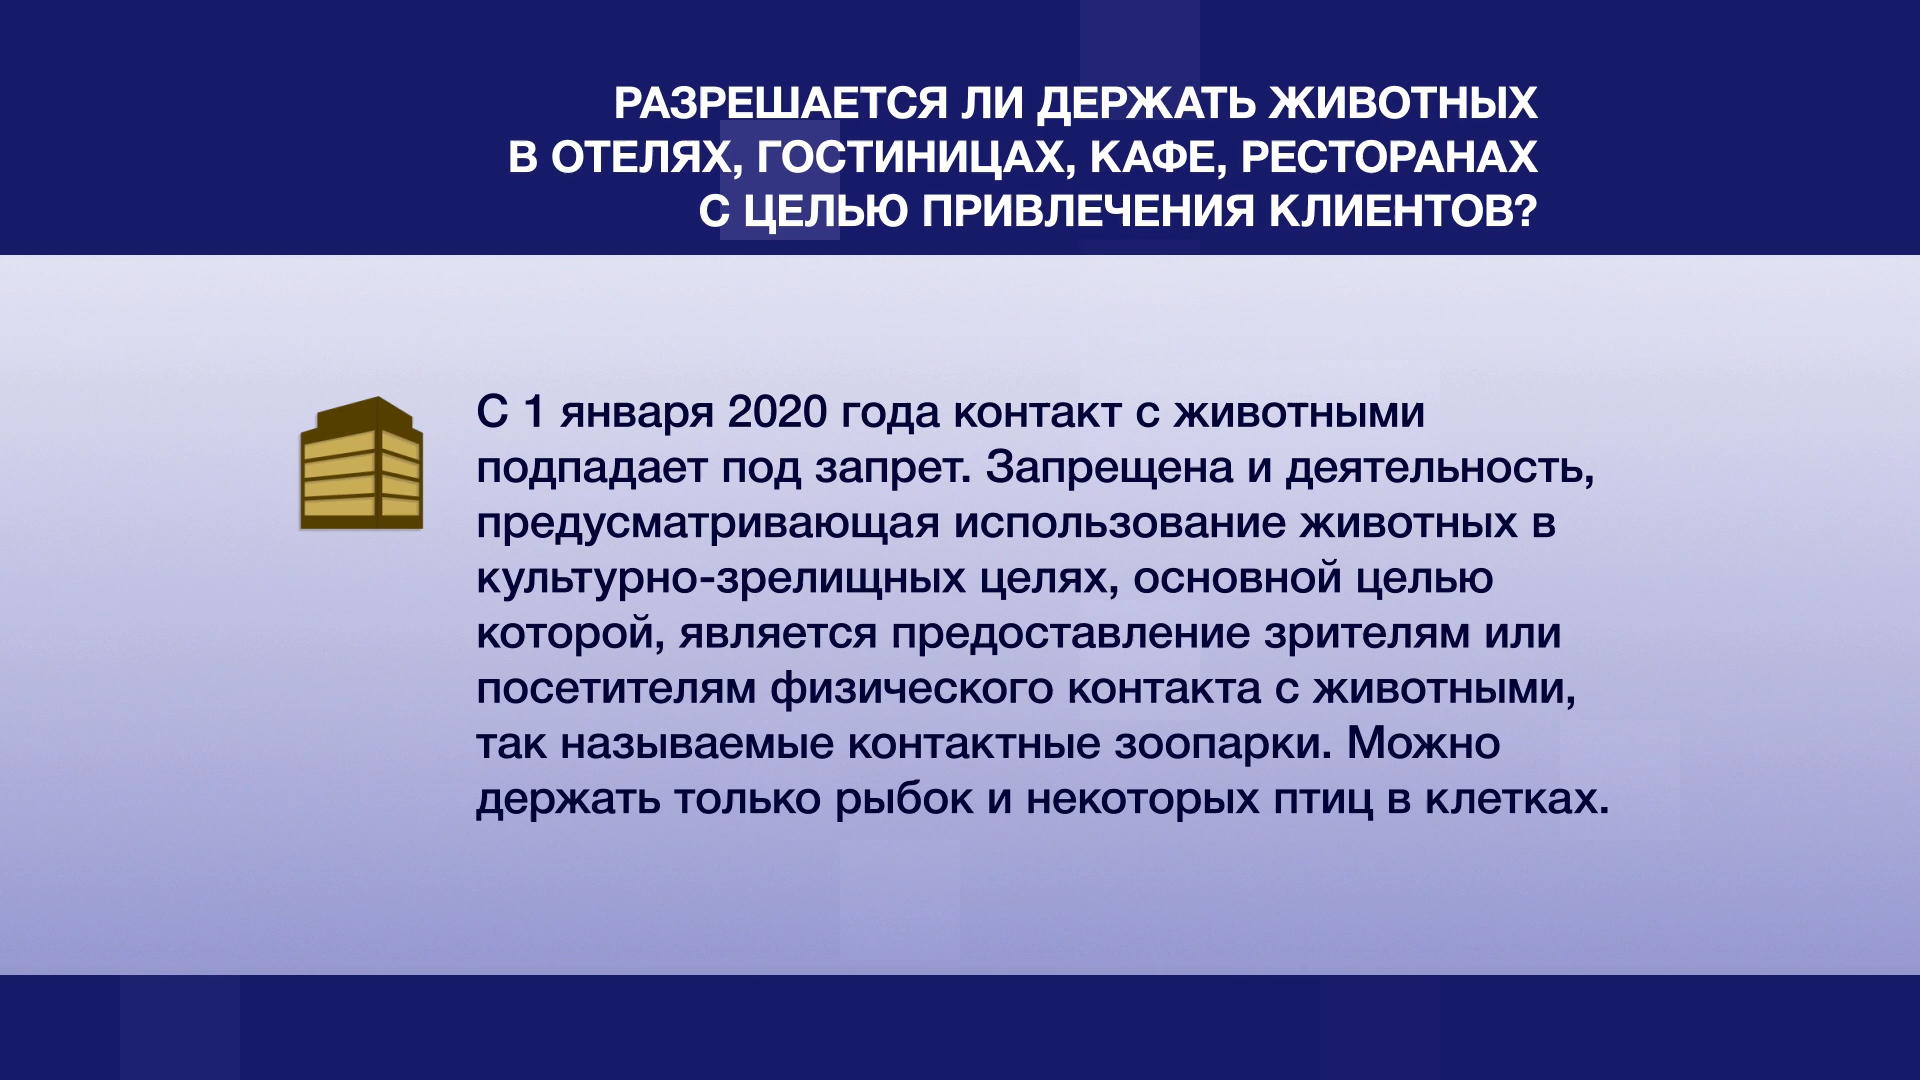 РАЗРЕШАЕТСЯ ЛИ ДЕРЖАТЬ ЖИВОТНЫХ
В ОТЕЛЯХ, ГОСТИНИЦАХ, КАФЕ, РЕСТОРАНАХ
С ЦЕЛЬЮ ПРИВЛЕЧЕНИЯ КЛИЕНТОВ?
С 1 января 2020 года контакт с животными
подпадает под запрет. Запрещена и деятельность,
предусматривающая использование животных в
культурно-зрелищных целях, основной целью
которой, является предоставление зрителям или
посетителям физического контакта с животными,
так называемые контактные зоопарки. Можно
держать только рыбок и некоторых птиц в клетках.